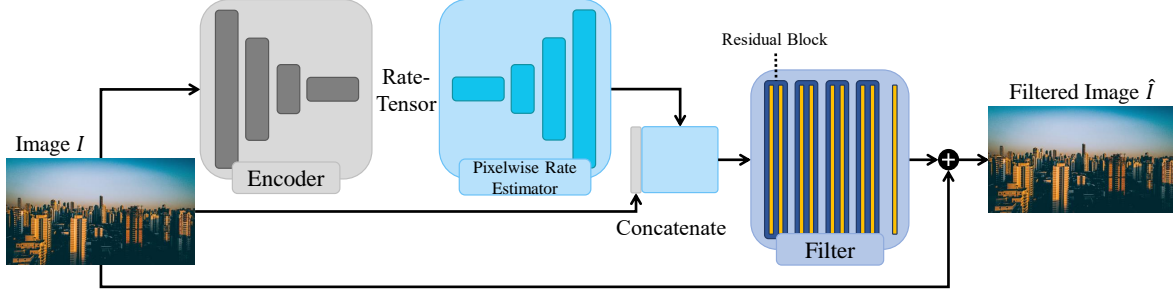 Image I
Encoder
Rate-
Tensor
Pixelwise Rate
Estimator
Concatenate
Residual Block
Filter
Filtered Image Î